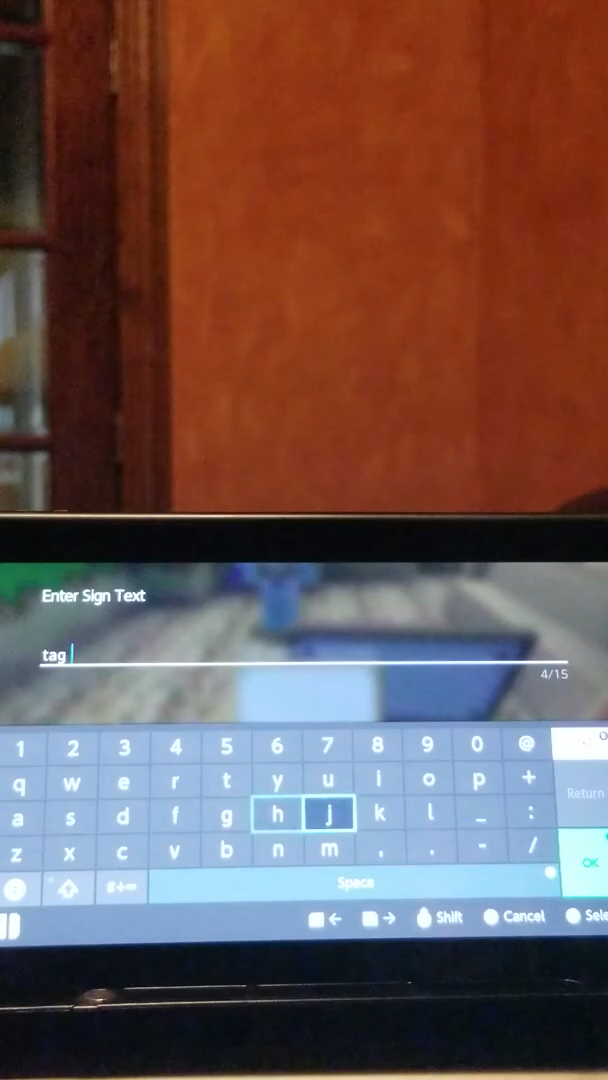 Enter Sign Text
tag
4/15
1 2 3 4 5 6 7 8 9 0 @
q w e r t y u i o p +
Return
a s d f g h j k l _ :
z x c v b n m , . - /
OK
#+= Space
← → Shift Cancel Sele